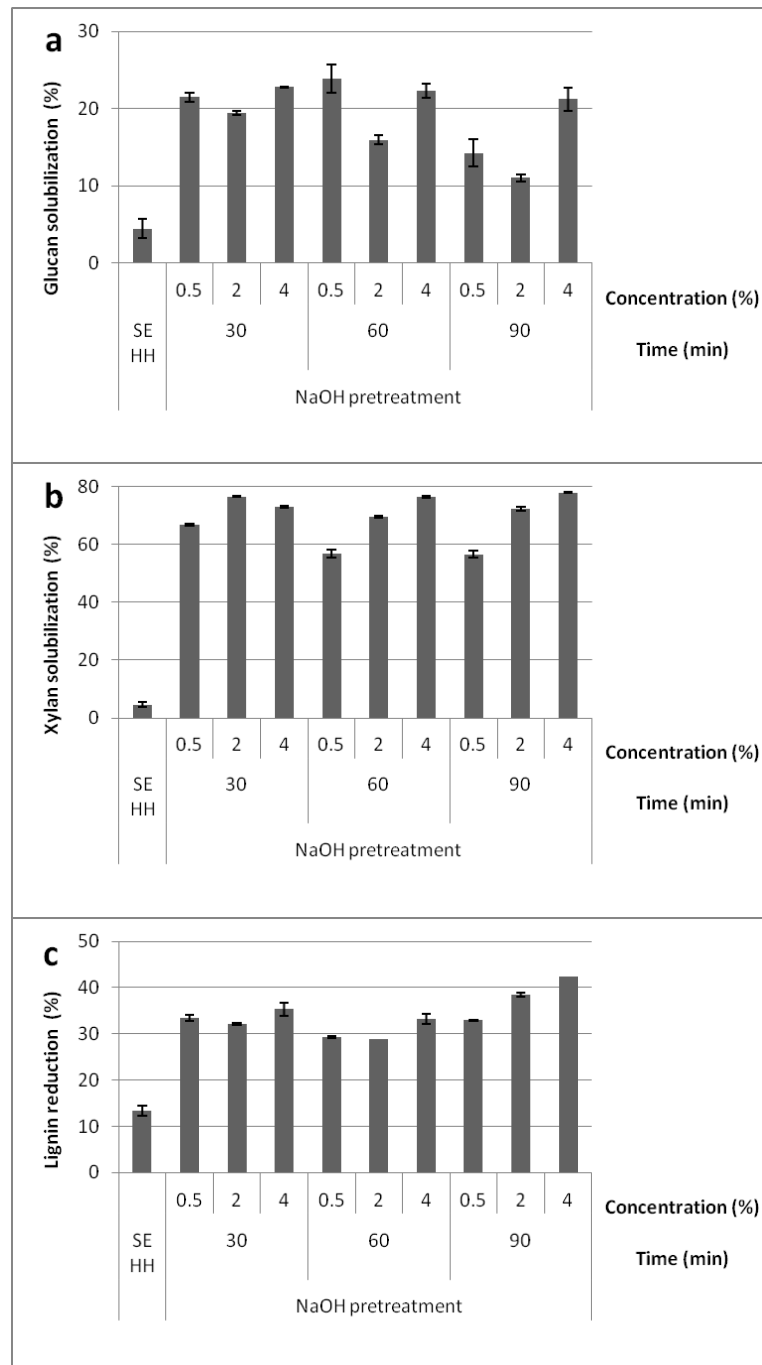 a
Glucan solubilization (%)
30
20
10
0
0.5 2 4 0.5 2 4 0.5 2 4
Concentration (%)
SE HH
30 60 90
Time (min)
NaOH pretreatment
b
Xylan solubilization (%)
80
60
40
20
0
0.5 2 4 0.5 2 4 0.5 2 4
Concentration (%)
SE HH
30 60 90
Time (min)
NaOH pretreatment
c
Lignin reduction (%)
50
40
30
20
10
0
0.5 2 4 0.5 2 4 0.5 2 4
Concentration (%)
SE HH
30 60 90
Time (min)
NaOH pretreatment